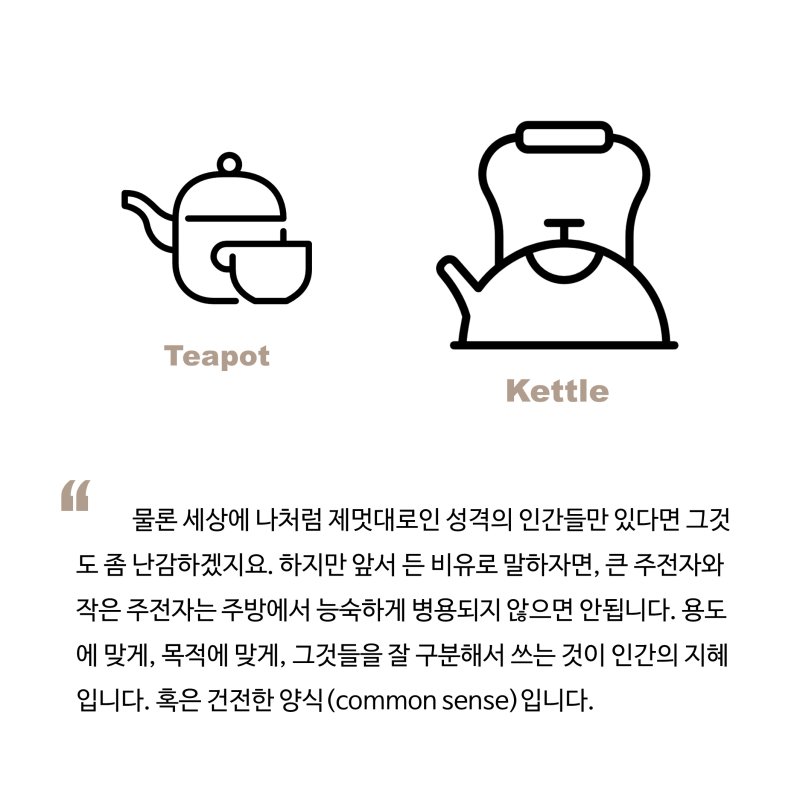 Teapot
Kettle
“
물론 세상에 나처럼 제멋대로인 성격의 인간들만 있다면 그것
도 좀 난감하겠지요. 하지만 앞서 든 비유로 말하자면, 큰 주전자와
작은 주전자는 주방에서 능숙하게 병용되지 않으면 안됩니다. 용도
에 맞게, 목적에 맞게, 그것들을 잘 구분해서 쓰는 것이 인간의 지혜
입니다. 혹은 건전한 양식(common sense)입니다.